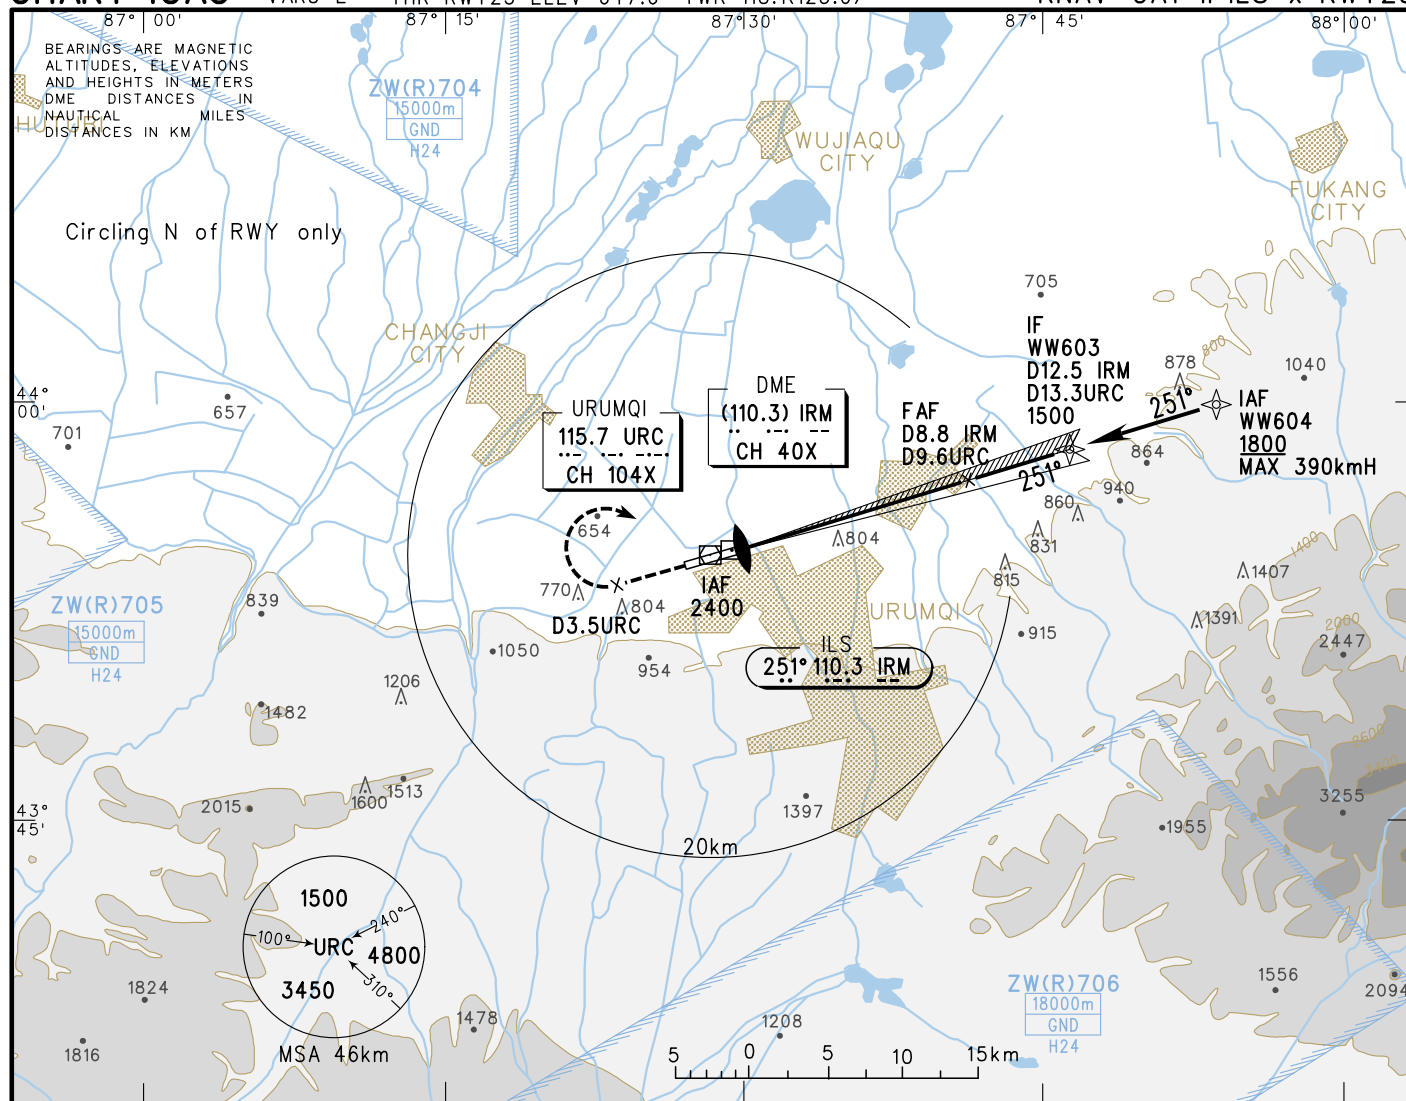 87° 00'
87° 15'
87° 30'
87° 45'
88° 00'
BEARINGS ARE MAGNETIC
ALTITUDES, ELEVATIONS
AND HEIGHTS IN METERS
DME DISTANCES IN
NAUTICAL MILES
DISTANCES IN KM
ZW(R)704
15000m
GND
H24
WUJIAQU
CITY
FUKANG
CITY
Circling N of RWY only
705
CHANGJI
CITY
IF
WW603
D12.5 IRM
D13.3URC
1500
800
878
1040
44°
00'
657
701
URUMQI
115.7 URC
CH 104X
DME
(110.3) IRM
CH 40X
FAF
D8.8 IRM
D9.6URC
251°
IAF
WW604
1800
MAX 390kmH
251°
864
940
860
831
815
804
654
770
804
D3.5URC
IAF
2400
URUMQI
1400
1407
1391
2000
2447
915
ZW(R)705
15000m
GND
H24
839
1050
954
ILS
251° 110.3 IRM
1206
1482
1600
1513
2015
43°
45'
1397
20km
2600
3400
3255
1955
1500
240°
100°
URC
4800
310°
3450
MSA 46km
1824
1816
1478
1208
ZW(R)706
18000m
GND
H24
1556
2094
5 0 5 10 15km